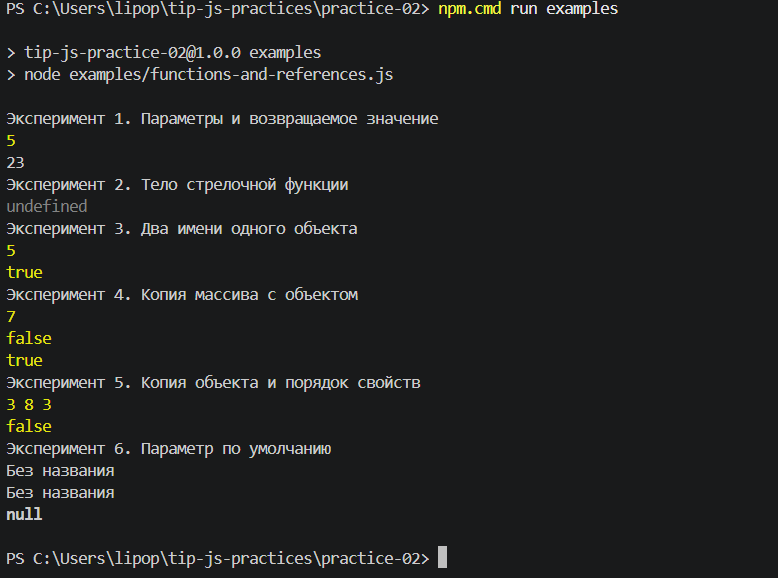 PS C:\Users\lipop\tip-js-practices\practice-02> npm.cmd run examples
> tip-js-practice-02@1.0.0 examples
> node examples/functions-and-references.js
Эксперимент 1. Параметры и возвращаемое значение
5
23
Эксперимент 2. Тело стрелочной функции
undefined
Эксперимент 3. Два имени одного объекта
5
true
Эксперимент 4. Копия массива с объектом
7
false
true
Эксперимент 5. Копия объекта и порядок свойств
3 8 3
false
Эксперимент 6. Параметр по умолчанию
Без названия
Без названия
null
PS C:\Users\lipop\tip-js-practices\practice-02>